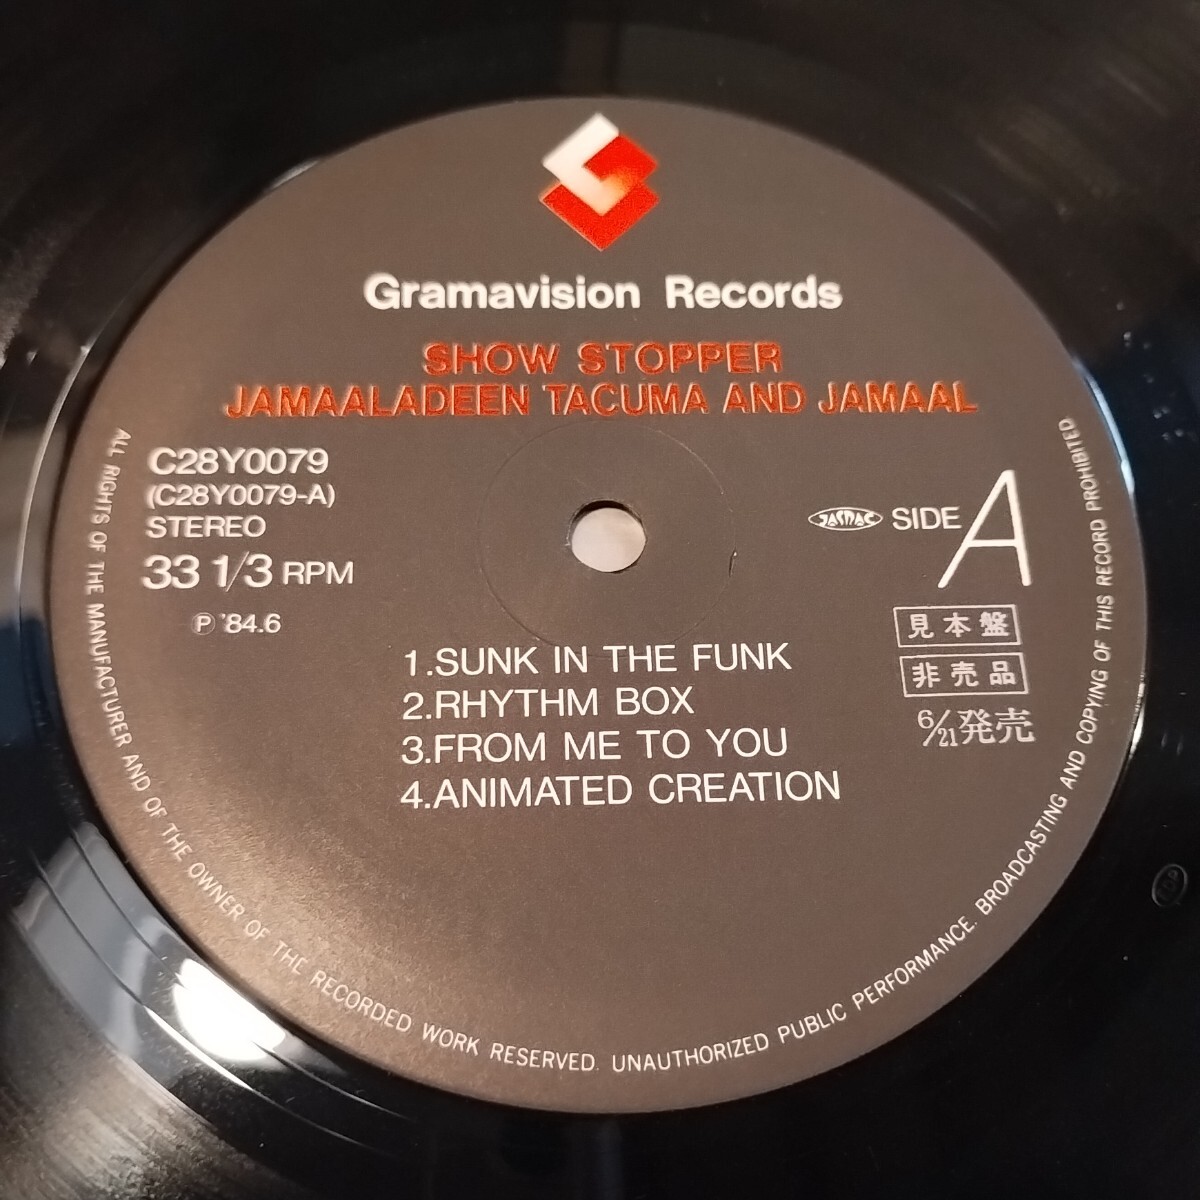 Gramavision Records
SHOW STOPPER
JAMAALADEEN TACUMA AND JAMAAL
C28Y0079
(C28Y0079-A)
STEREO
33 1/3 RPM
℗ '84.6
JASRAC SIDE A
見本盤
非売品
6/21発売
1.SUNK IN THE FUNK
2.RHYTHM BOX
3.FROM ME TO YOU
4.ANIMATED CREATION
ALL RIGHTS OF THE MANUFACTURER AND OF THE OWNER OF THE RECORDED WORK RESERVED. UNAUTHORIZED PUBLIC PERFORMANCE. BROADCASTING AND COPYING OF THIS RECORD PROHIBITED